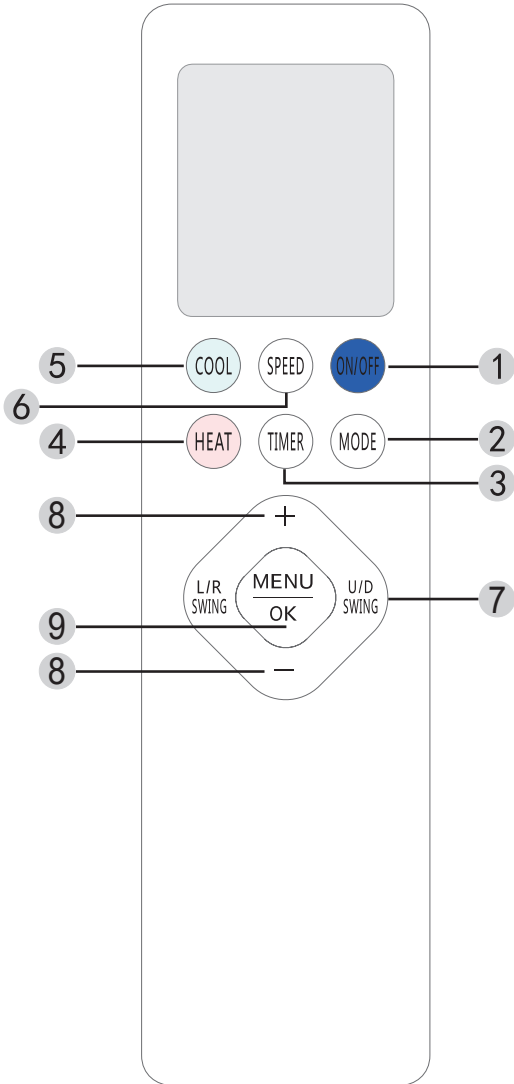 5
COOL
SPEED
ON/OFF
1
6
4
HEAT
TIMER
MODE
2
3
8
+
L/R
SWING
MENU
OK
U/D
SWING
7
9
8
−